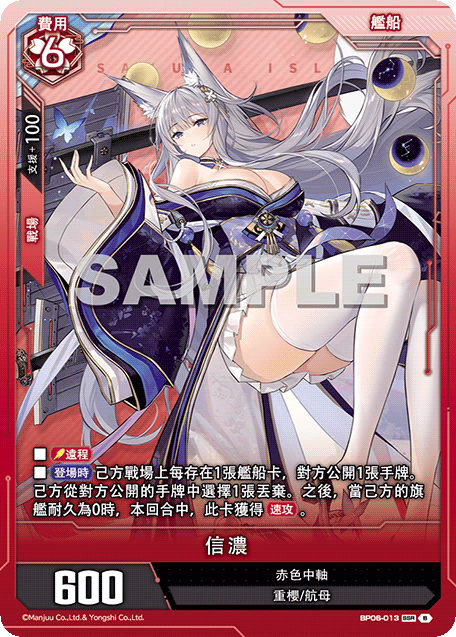 費用
6
艦船
SAKURA ISL
支援+100
戰場
SAMPLE
■ 遠程
■ 登場時 己方戰場上每存在1張艦船卡，對方公開1張手牌。
己方從對方公開的手牌中選擇1張丟棄。之後，當己方的旗
艦耐久為0時，本回合中，此卡獲得 速攻 。
信濃
600
赤色中軸
重櫻/航母
©Manjuu Co.,Ltd.& Yongshi Co.,Ltd.
BP06-013 SSR B